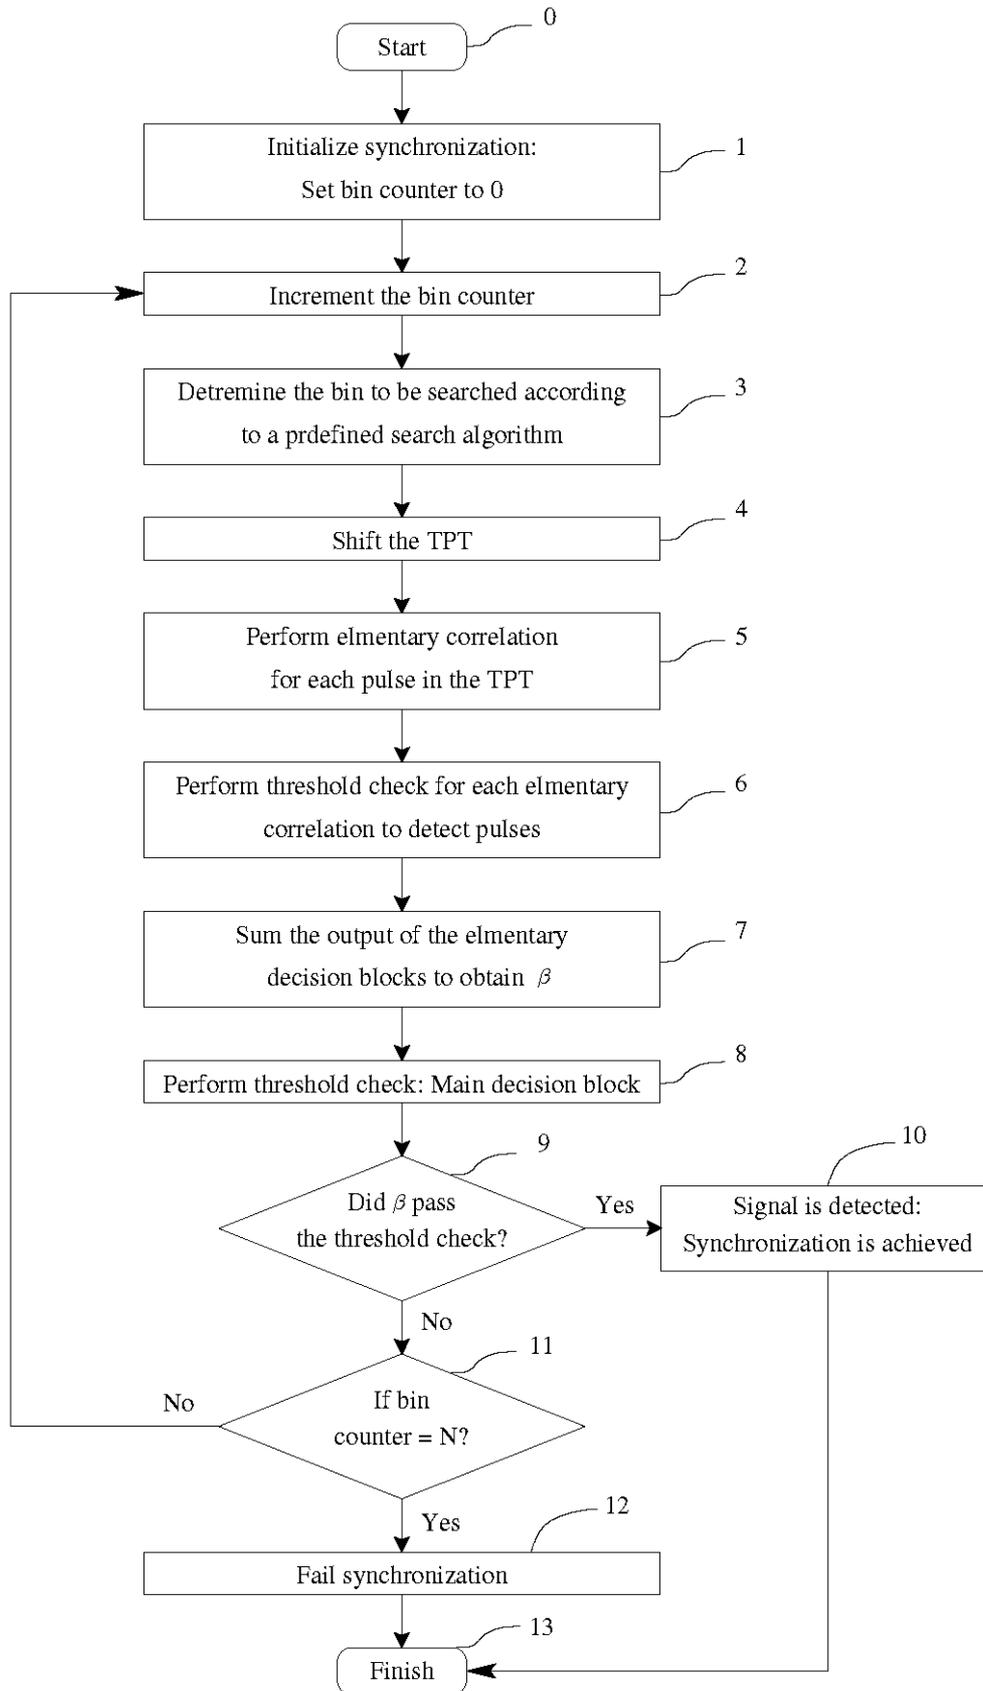 0
Start
1
Initialize synchronization:
Set bin counter to 0
2
Increment the bin counter
3
Detremine the bin to be searched according
to a prdefined search algorithm
4
Shift the TPT
5
Perform elmentary correlation
for each pulse in the TPT
6
Perform threshold check for each elmentary
correlation to detect pulses
7
Sum the output of the elmentary
decision blocks to obtain β
8
Perform threshold check: Main decision block
9
Did β pass
the threshold check?
Yes
10
Signal is detected:
Synchronization is achieved
No
11
If bin
counter = N?
No
Yes
12
Fail synchronization
13
Finish